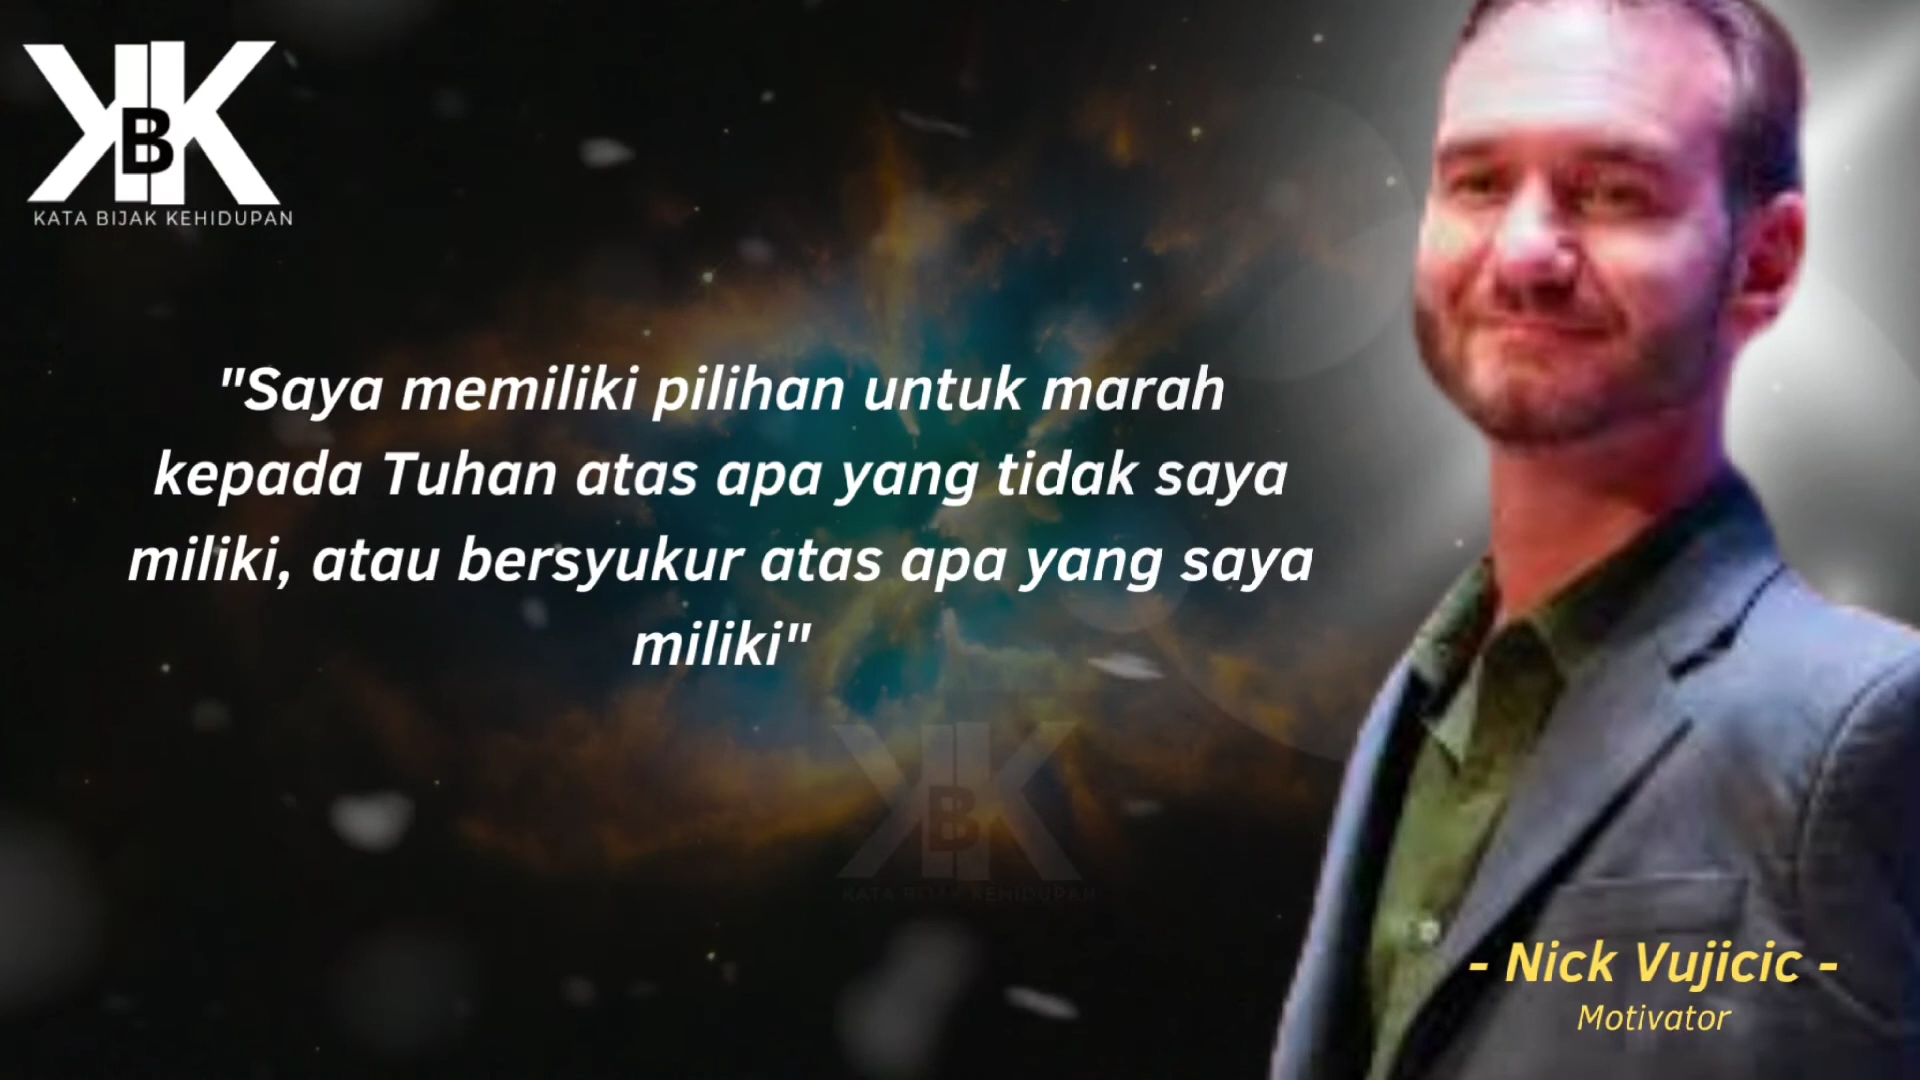 KBK
KATA BIJAK KEHIDUPAN
"Saya memiliki pilihan untuk marah
kepada Tuhan atas apa yang tidak saya
miliki, atau bersyukur atas apa yang saya
miliki"
KBK
KATA BIJAK KEHIDUPAN
- Nick Vujicic -
Motivator